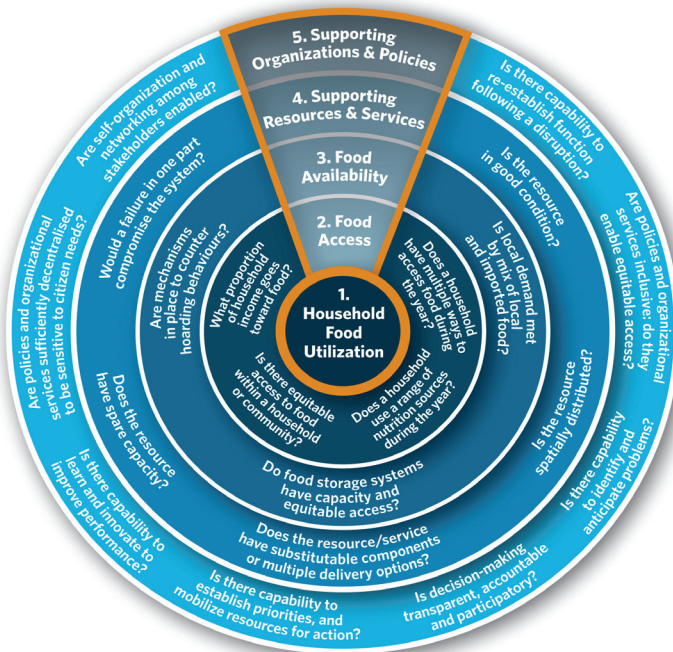 5. Supporting
Organizations & Policies
4. Supporting
Resources & Services
3. Food
Availability
2. Food
Access
1.
Household
Food
Utilization
What proportion
of household
income goes
toward food?
Does a household
have multiple ways to
access food during
the year?
Does a household
use a range of
nutrition sources
during the year?
Is there equitable
access to food
within a household
or community?
Are mechanisms
in place to counter
hoarding behaviours?
Is local demand met
by mix of local
and imported food?
Do food storage systems
have capacity and
equitable access?
Would a failure in one part
compromise the system?
Is the resource
in good condition?
Is the resource
spatially distributed?
Does the resource/service
have substitutable components
or multiple delivery options?
Does the resource
have spare capacity?
Are self-organization and
networking among
stakeholders enabled?
Is there capability to
re-establish function
following a disruption?
Are policies and organizational
services inclusive: do they
enable equitable access?
Is there capability
to identify and
anticipate problems?
Is decision-making
transparent, accountable
and participatory?
Is there capability to
establish priorities, and
mobilize resources for action?
Is there capability to
learn and innovate to
improve performance?
Are policies and organizational
services sufficiently decentralised
to be sensitive to citizen needs?